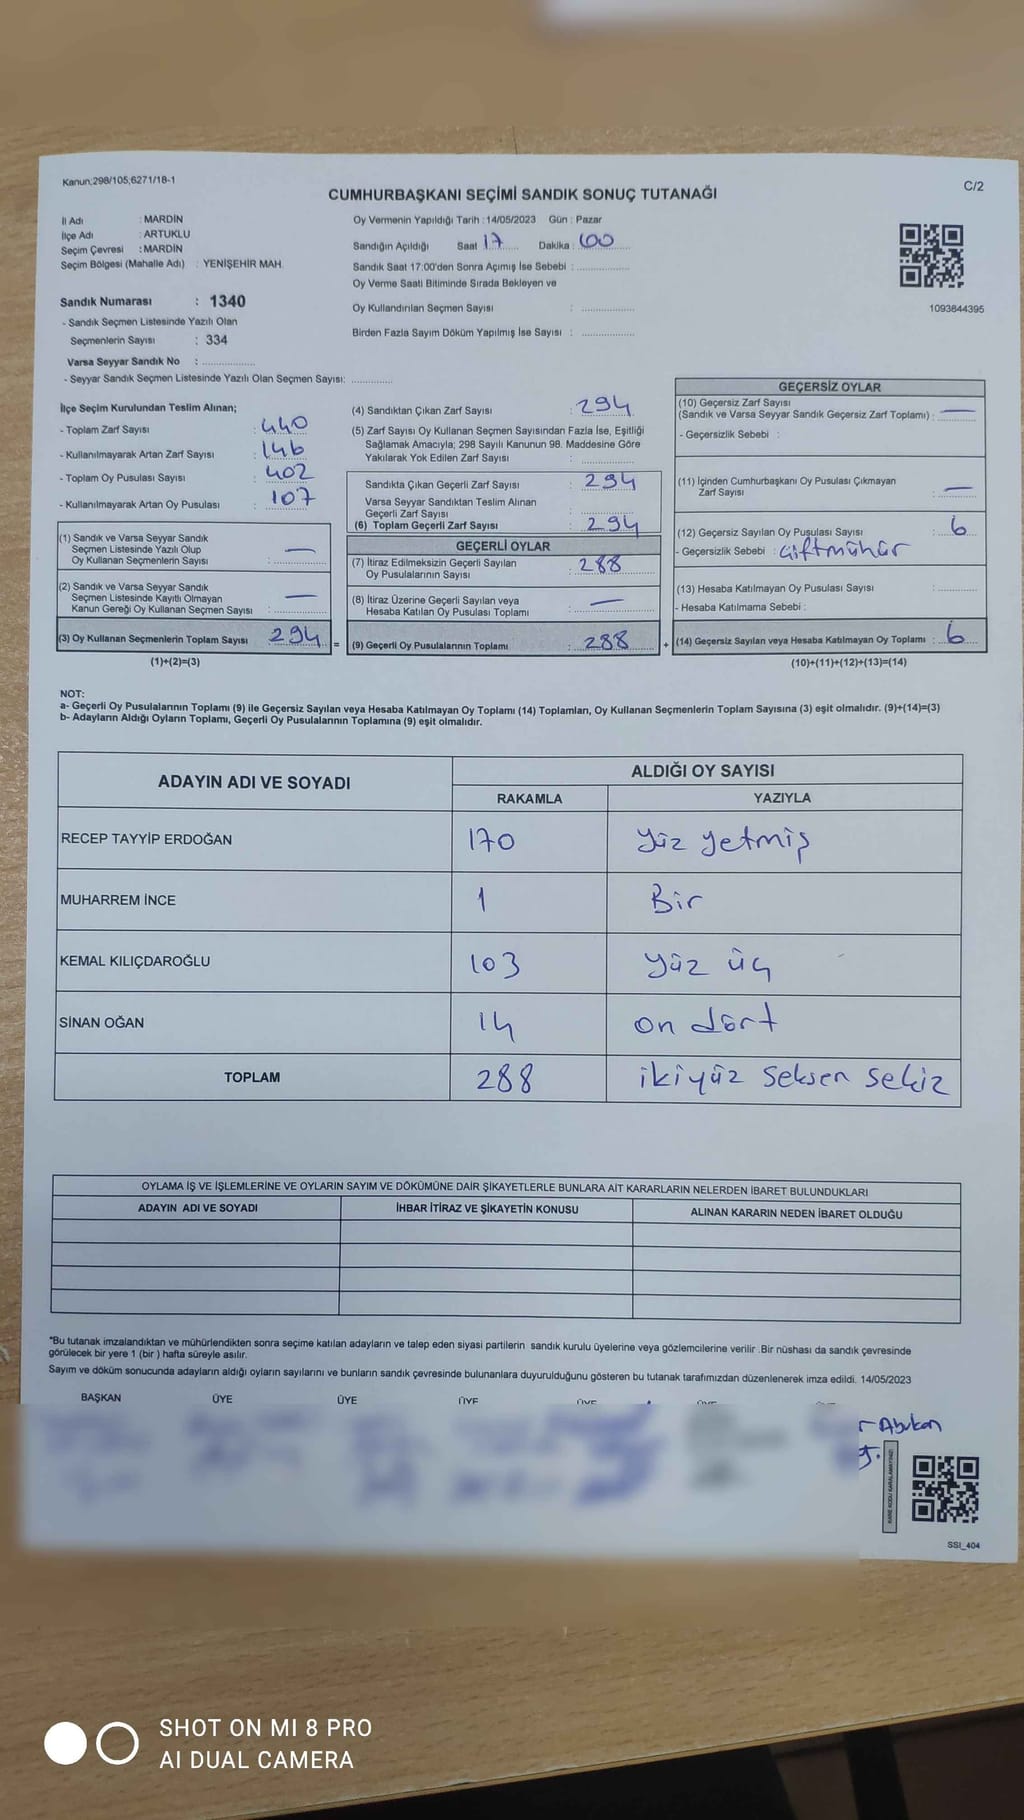 Kanun;298/105;6271/18-1
C/2
CUMHURBAŞKANI SEÇİMİ SANDIK SONUÇ TUTANAĞI
İl Adı : MARDİN
İlçe Adı : ARTUKLU
Seçim Çevresi : MARDİN
Seçim Bölgesi (Mahalle Adı) : YENİŞEHİR MAH.
Sandık Numarası : 1340
- Sandık Seçmen Listesinde Yazılı Olan
Seçmenlerin Sayısı : 334
Varsa Seyyar Sandık No : ...............
- Seyyar Sandık Seçmen Listesinde Yazılı Olan Seçmen Sayısı: ............
Oy Vermenin Yapıldığı Tarih : 14/05/2023 Gün : Pazar
Sandığın Açıldığı Saat 17 Dakika : 00
Sandık Saat 17:00'den Sonra Açımış İse Sebebi : ...............
Oy Verme Saati Bitiminde Sırada Bekleyen ve
Oy Kullandırılan Seçmen Sayısı : ...............
Birden Fazla Sayım Döküm Yapılmış İse Sayısı : ...............
1093844395
İlçe Seçim Kurulundan Teslim Alınan;
- Toplam Zarf Sayısı : 440
- Kullanılmayarak Artan Zarf Sayısı : 146
- Toplam Oy Pusulası Sayısı : 402
- Kullanılmayarak Artan Oy Pusulası : 107
(1) Sandık ve Varsa Seyyar Sandık
Seçmen Listesinde Yazılı Olup
Oy Kullanan Seçmenlerin Sayısı : —
(2) Sandık ve Varsa Seyyar Sandık
Seçmen Listesinde Kayıtlı Olmayan
Kanun Gereği Oy Kullanan Seçmen Sayısı : —
(3) Oy Kullanan Seçmenlerin Toplam Sayısı 294 =
(1)+(2)=(3)
(4) Sandıktan Çıkan Zarf Sayısı : 294
(5) Zarf Sayısı Oy Kullanan Seçmen Sayısından Fazla İse, Eşitliği
Sağlamak Amacıyla; 298 Sayılı Kanunun 98. Maddesine Göre
Yakılarak Yok Edilen Zarf Sayısı : ...............
Sandıkta Çıkan Geçerli Zarf Sayısı : 294
Varsa Seyyar Sandıktan Teslim Alınan
Geçerli Zarf Sayısı : ...............
(6) Toplam Geçerli Zarf Sayısı : 294
GEÇERLİ OYLAR
(7) İtiraz Edilmeksizin Geçerli Sayılan
Oy Pusulalarının Sayısı : 288
(8) İtiraz Üzerine Geçerli Sayılan veya
Hesaba Katılan Oy Pusulası Toplamı : —
(9) Geçerli Oy Pusulalarının Toplamı : 288 +
GEÇERSİZ OYLAR
(10) Geçersiz Zarf Sayısı
(Sandık ve Varsa Seyyar Sandık Geçersiz Zarf Toplamı) : —
- Geçersizlik Sebebi :
(11) İçinden Cumhurbaşkanı Oy Pusulası Çıkmayan
Zarf Sayısı : —
(12) Geçersiz Sayılan Oy Pusulası Sayısı : 6
- Geçersizlik Sebebi : çiftmühür
(13) Hesaba Katılmayan Oy Pusulası Sayısı : ............
- Hesaba Katılmama Sebebi :
(14) Geçersiz Sayılan veya Hesaba Katılmayan Oy Toplamı : 6
(10)+(11)+(12)+(13)=(14)
NOT:
a- Geçerli Oy Pusulalarının Toplamı (9) ile Geçersiz Sayılan veya Hesaba Katılmayan Oy Toplamı (14) Toplamları, Oy Kullanan Seçmenlerin Toplam Sayısına (3) eşit olmalıdır. (9)+(14)=(3)
b- Adayların Aldığı Oyların Toplamı, Geçerli Oy Pusulalarının Toplamına (9) eşit olmalıdır.
ADAYIN ADI VE SOYADI ALDIĞI OY SAYISI
RAKAMLA YAZIYLA
RECEP TAYYİP ERDOĞAN 170 Yüz Yetmiş
MUHARREM İNCE 1 Bir
KEMAL KILIÇDAROĞLU 103 Yüz üç
SİNAN OĞAN 14 on dört
TOPLAM 288 ikiyüz seksen sekiz
OYLAMA İŞ VE İŞLEMLERİNE VE OYLARIN SAYIM VE DÖKÜMÜNE DAİR ŞİKAYETLERLE BUNLARA AİT KARARLARIN NELERDEN İBARET BULUNDUKLARI
ADAYIN ADI VE SOYADI İHBAR İTİRAZ VE ŞİKAYETİN KONUSU ALINAN KARARIN NEDEN İBARET OLDUĞU
*Bu tutanak imzalandıktan ve mühürlendikten sonra seçime katılan adayların ve talep eden siyasi partilerin sandık kurulu üyelerine veya gözlemcilerine verilir .Bir nüshası da sandık çevresinde
görülecek bir yere 1 (bir ) hafta süreyle asılır.
Sayım ve döküm sonucunda adayların aldığı oyların sayılarını ve bunların sandık çevresinde bulunanlara duyurulduğunu gösteren bu tutanak tarafımızdan düzenlenerek imza edildi. 14/05/2023
BAŞKAN ÜYE ÜYE ÜYE ÜYE ÜYE
KARE KODU KARALAMAYINIZ!
SSI_404
SHOT ON MI 8 PRO
AI DUAL CAMERA